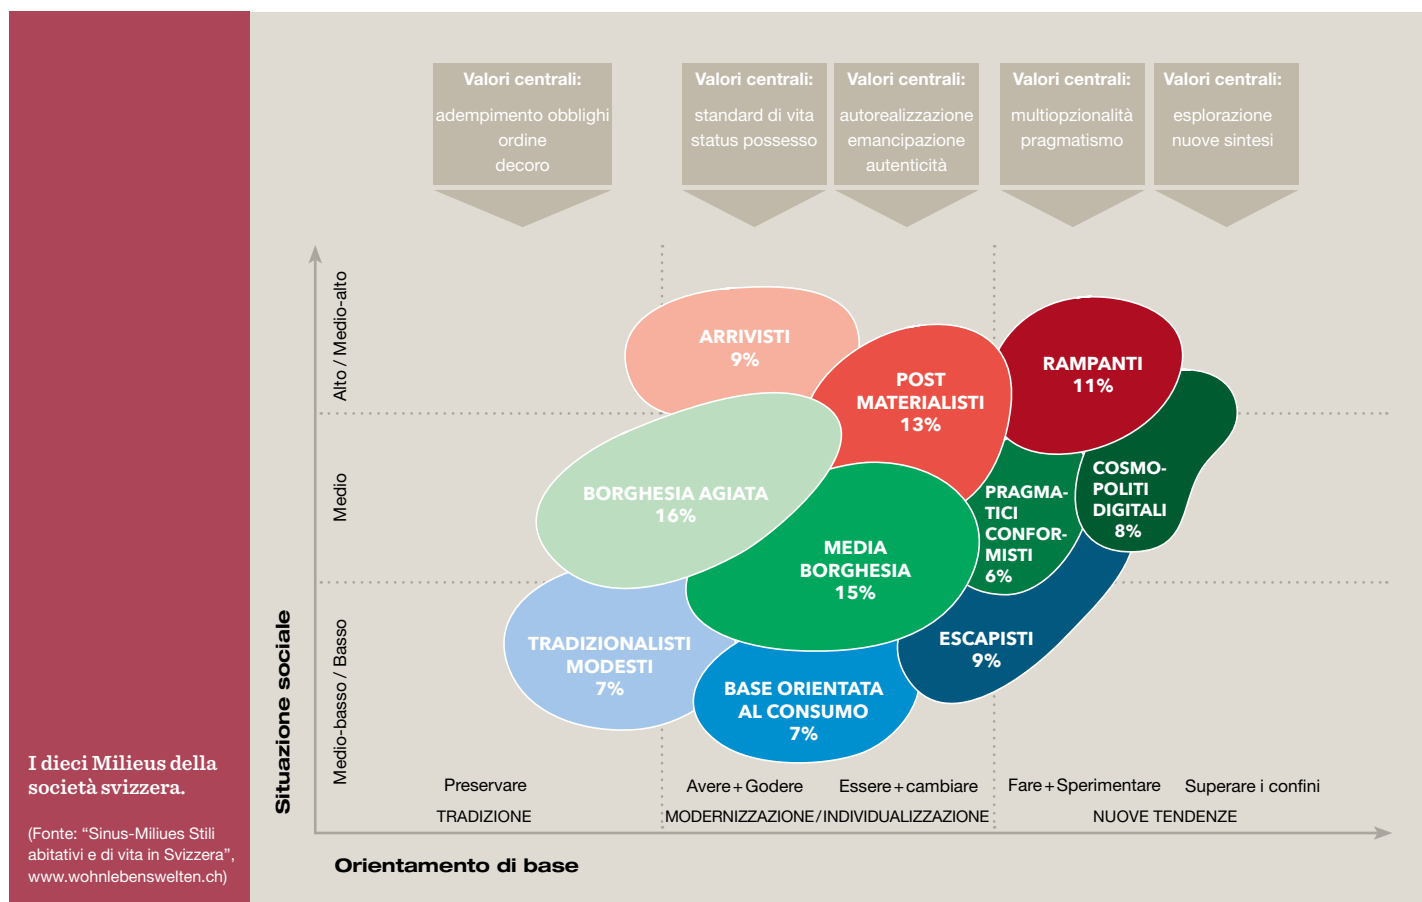 Valori centrali:
adempimento obblighi
ordine
decoro
Valori centrali:
standard di vita
status possesso
Valori centrali:
autorealizzazione
emancipazione
autenticità
Valori centrali:
multiopzionalità
pragmatismo
Valori centrali:
esplorazione
nuove sintesi
Situazione sociale
Alto / Medio-alto
Medio
Medio-basso / Basso
ARRIVISTI
9%
POST
MATERIALISTI
13%
RAMPANTI
11%
BORGHESIA AGIATA
16%
MEDIA
BORGHESIA
15%
PRAGMA-
TICI
CONFOR-
MISTI
6%
COSMO-
POLITI
DIGITALI
8%
TRADIZIONALISTI
MODESTI
7%
BASE ORIENTATA
AL CONSUMO
7%
ESCAPISTI
9%
Preservare
TRADIZIONE
Avere + Godere
Essere + cambiare
MODERNIZZAZIONE/INDIVIDUALIZZAZIONE
Fare + Sperimentare
Superare i confini
NUOVE TENDENZE
Orientamento di base
I dieci Milieus della
società svizzera.
(Fonte: “Sinus-Miliues Stili
abitativi e di vita in Svizzera”,
www.wohnlebenswelten.ch)